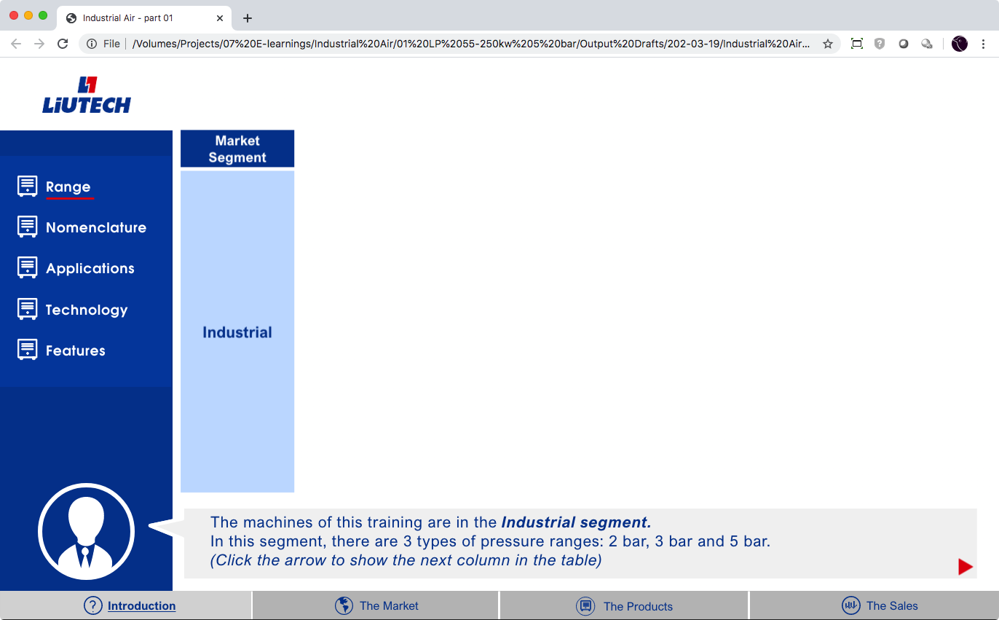 Industrial Air - part 01
File
/Volumes/Projects/07%20E-learnings/Industrial%20Air/01%20LP%2055-250kw%205%20bar/Output%20Drafts/202-03-19/Industrial%20Air...
LiUTECH
Range
Nomenclature
Applications
Technology
Features
Market
Segment
Industrial
The machines of this training are in the Industrial segment.
In this segment, there are 3 types of pressure ranges: 2 bar, 3 bar and 5 bar.
(Click the arrow to show the next column in the table)
Introduction
The Market
The Products
The Sales